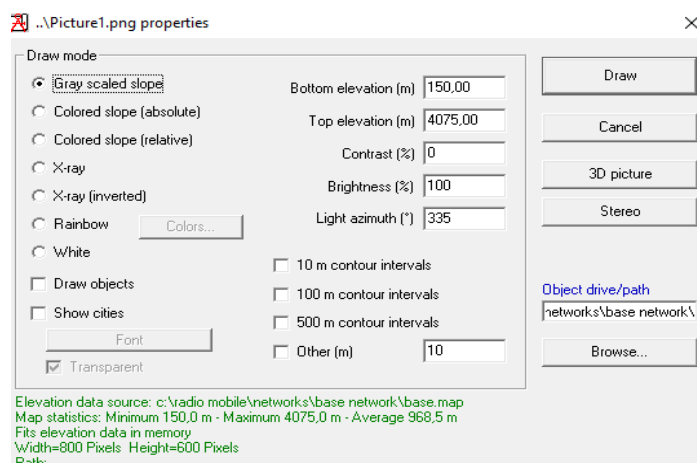 ..\Picture1.png properties
Draw mode
Gray scaled slope
Colored slope (absolute)
Colored slope (relative)
X-ray
X-ray (inverted)
Rainbow
Colors...
White
Draw objects
Show cities
Font
Transparent
Bottom elevation (m) 150,00
Top elevation (m) 4075,00
Contrast (%) 0
Brightness (%) 100
Light azimuth (°) 335
10 m contour intervals
100 m contour intervals
500 m contour intervals
Other (m) 10
Draw
Cancel
3D picture
Stereo
Object drive/path
networks\base network\
Browse...
Elevation data source: c:\radio mobile\networks\base network\base.map
Map statistics: Minimum 150,0 m - Maximum 4075,0 m - Average 968,5 m
Fits elevation data in memory
Width=800 Pixels Height=600 Pixels
Path: